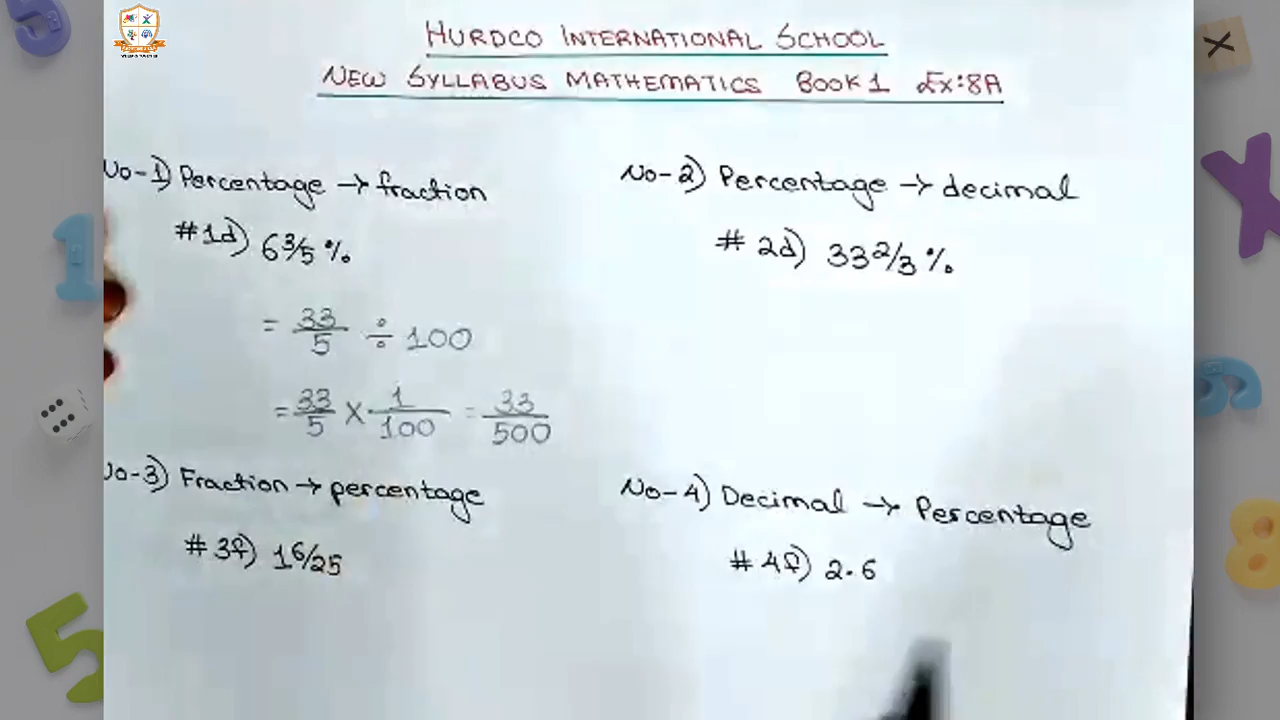 HURDCO INTERNATIONAL SCHOOL
NEW SYLLABUS MATHEMATICS BOOK 1 Ex:8A
No-1) Percentage → fraction
#1d) 6 3/5 %
= 33/5 ÷ 100
= 33/5 × 1/100 = 33/500
No-2) Percentage → decimal
# 2d) 33 2/3 %
No-3) Fraction → percentage
# 3f) 1 6/25
No-4) Decimal → Percentage
# 4f) 2.6